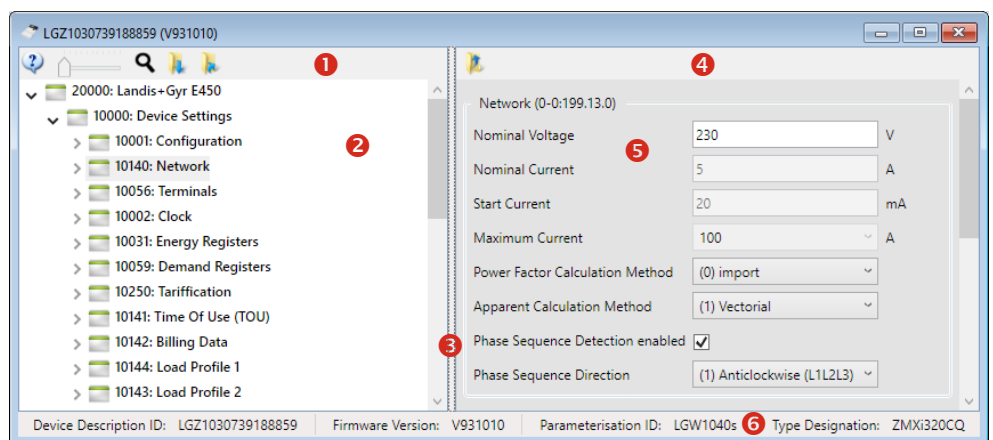 LGZ1030739188859 (V931010)
1
4
20000: Landis+Gyr E450
10000: Device Settings
10001: Configuration
2
10140: Network
10056: Terminals
10002: Clock
10031: Energy Registers
10059: Demand Registers
10250: Tariffication
10141: Time Of Use (TOU)
10142: Billing Data
10144: Load Profile 1
10143: Load Profile 2
3
Network (0-0:199.13.0)
Nominal Voltage 230 V
5
Nominal Current 5 A
Start Current 20 mA
Maximum Current 100 A
Power Factor Calculation Method (0) import
Apparent Calculation Method (1) Vectorial
Phase Sequence Detection enabled
Phase Sequence Direction (1) Anticlockwise (L1L2L3)
Device Description ID: LGZ1030739188859 Firmware Version: V931010 Parameterisation ID: LGW1040s 6 Type Designation: ZMXi320CQ